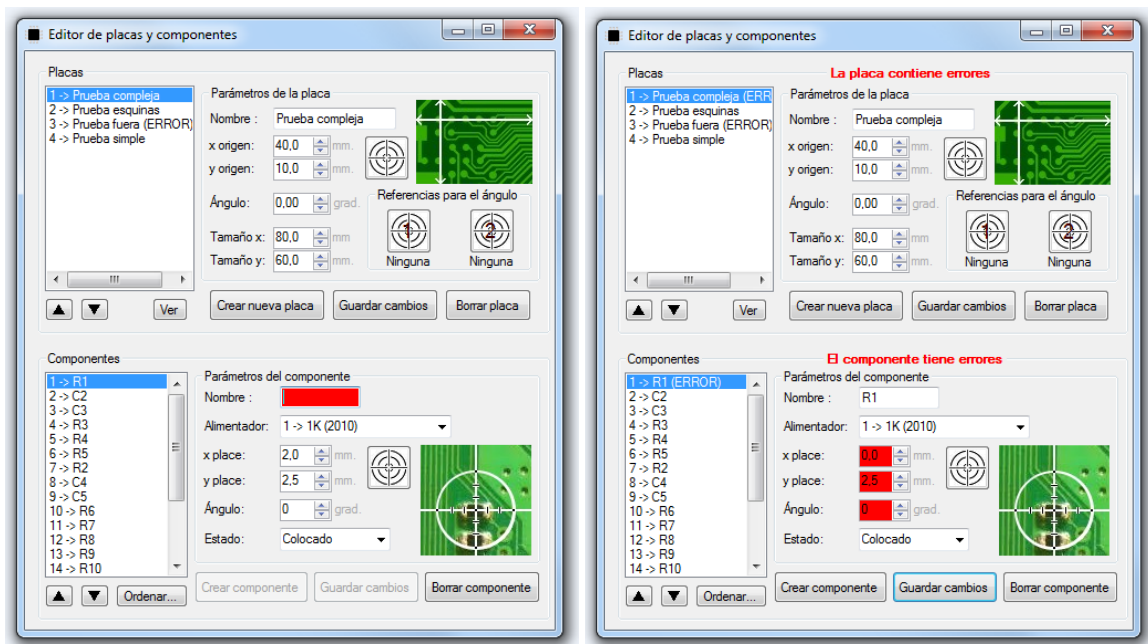 Editor de placas y componentes
Placas
1 -> Prueba compleja
2 -> Prueba esquinas
3 -> Prueba fuera (ERROR)
4 -> Prueba simple
Ver
Parámetros de la placa
Nombre : Prueba compleja
x origen: 40,0 mm.
y origen: 10,0 mm.
Ángulo: 0,00 grad.
Tamaño x: 80,0 mm
Tamaño y: 60,0 mm.
Referencias para el ángulo
1 2
Ninguna Ninguna
Crear nueva placa Guardar cambios Borrar placa
Componentes
1 -> R1
2 -> C2
3 -> C3
4 -> R3
5 -> R4
6 -> R5
7 -> R2
8 -> C4
9 -> C5
10 -> R6
11 -> R7
12 -> R8
13 -> R9
14 -> R10
Ordenar...
Parámetros del componente
Nombre :
Alimentador: 1 -> 1K (2010)
x place: 2,0 mm.
y place: 2,5 mm.
Ángulo: 0 grad.
Estado: Colocado
Crear componente Guardar cambios Borrar componente
Editor de placas y componentes
Placas
La placa contiene errores
1 -> Prueba compleja (ERR
2 -> Prueba esquinas
3 -> Prueba fuera (ERROR)
4 -> Prueba simple
Ver
Parámetros de la placa
Nombre : Prueba compleja
x origen: 40,0 mm.
y origen: 10,0 mm.
Ángulo: 0,00 grad.
Tamaño x: 80,0 mm
Tamaño y: 60,0 mm.
Referencias para el ángulo
1 2
Ninguna Ninguna
Crear nueva placa Guardar cambios Borrar placa
Componentes
El componente tiene errores
1 -> R1 (ERROR)
2 -> C2
3 -> C3
4 -> R3
5 -> R4
6 -> R5
7 -> R2
8 -> C4
9 -> C5
10 -> R6
11 -> R7
12 -> R8
13 -> R9
14 -> R10
Ordenar...
Parámetros del componente
Nombre : R1
Alimentador: 1 -> 1K (2010)
x place: 0,0 mm.
y place: 2,5 mm.
Ángulo: 0 grad.
Estado: Colocado
Crear componente Guardar cambios Borrar componente